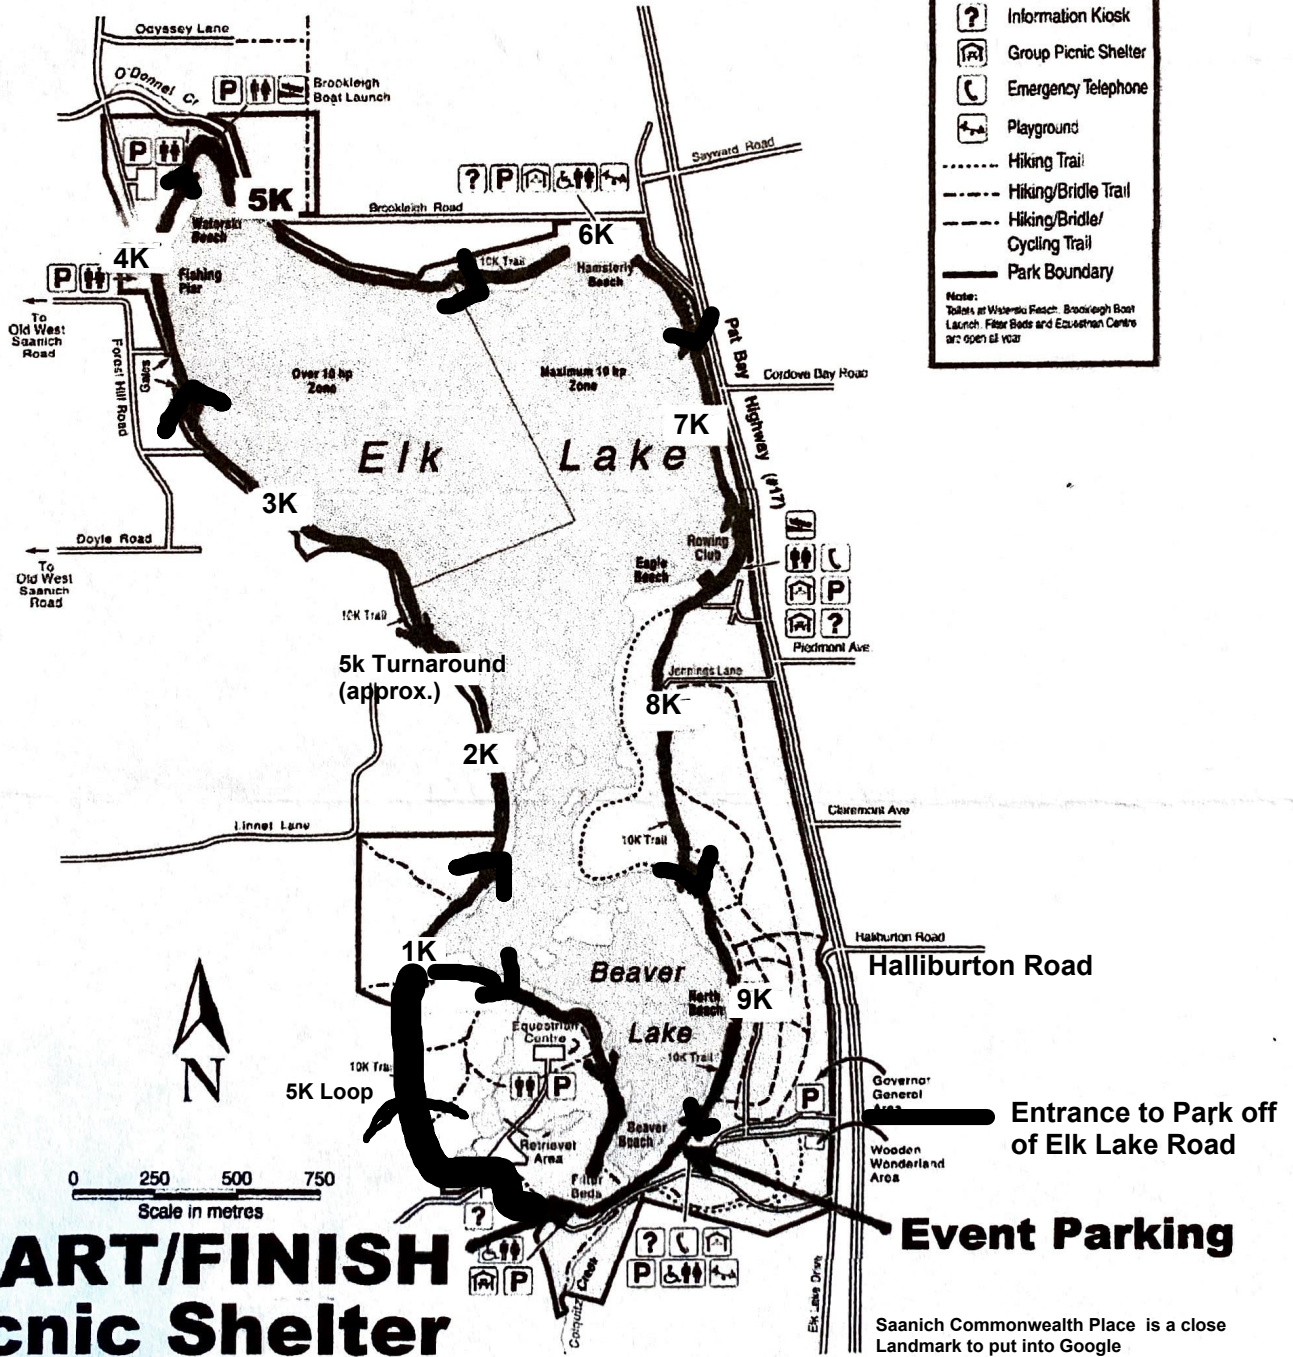 ? Information Kiosk
Group Picnic Shelter
Emergency Telephone
Playground
Hiking Trail
Hiking/Bridle Trail
Hiking/Bridle/
Cycling Trail
Park Boundary
Note:
Toilets at Waterski Beach, Brookleigh Boat
Launch, Filter Beds and Equestrian Centre
are open all year
Odyssey Lane
O'Donnel Cr
P
Brookleigh
Boat Launch
P
Sayward Road
? P
5K
Brookleigh Road
Waterski
Beach
6K
4K
10K Trail
Hamsterly
Beach
P
Fishing
Pier
To
Old West
Saanich
Road
Forest Hill Road
Gates
Over 10 hp
Zone
Maximum 10 hp
Zone
Pat Bay
Highway (#17)
Cordova Bay Road
7K
Elk Lake
3K
Doyle Road
To
Old West
Saanich
Road
Rowing
Club
Eagle
Beach
P
?
10K Trail
Piedmont Ave
5k Turnaround
(approx.)
Jennings Lane
8K
2K
Linnet Lane
Claremont Ave
10K Trail
Haliburton Road
Halliburton Road
1K
Beaver
Lake
North
Beach
9K
N
Equestrian
Centre
10K Trail
10K Trai
P
5K Loop
P
Governor
General
Area
Entrance to Park off
of Elk Lake Road
Beaver
Beach
Retriever
Area
Wooden
Wonderland
Area
Filter
Beds
0 250 500 750
Scale in metres
?
Event Parking
ART/FINISH
cnic Shelter
P
?
P
Colquitz Creek
Elk Lake Drive
Saanich Commonwealth Place is a close
Landmark to put into Google